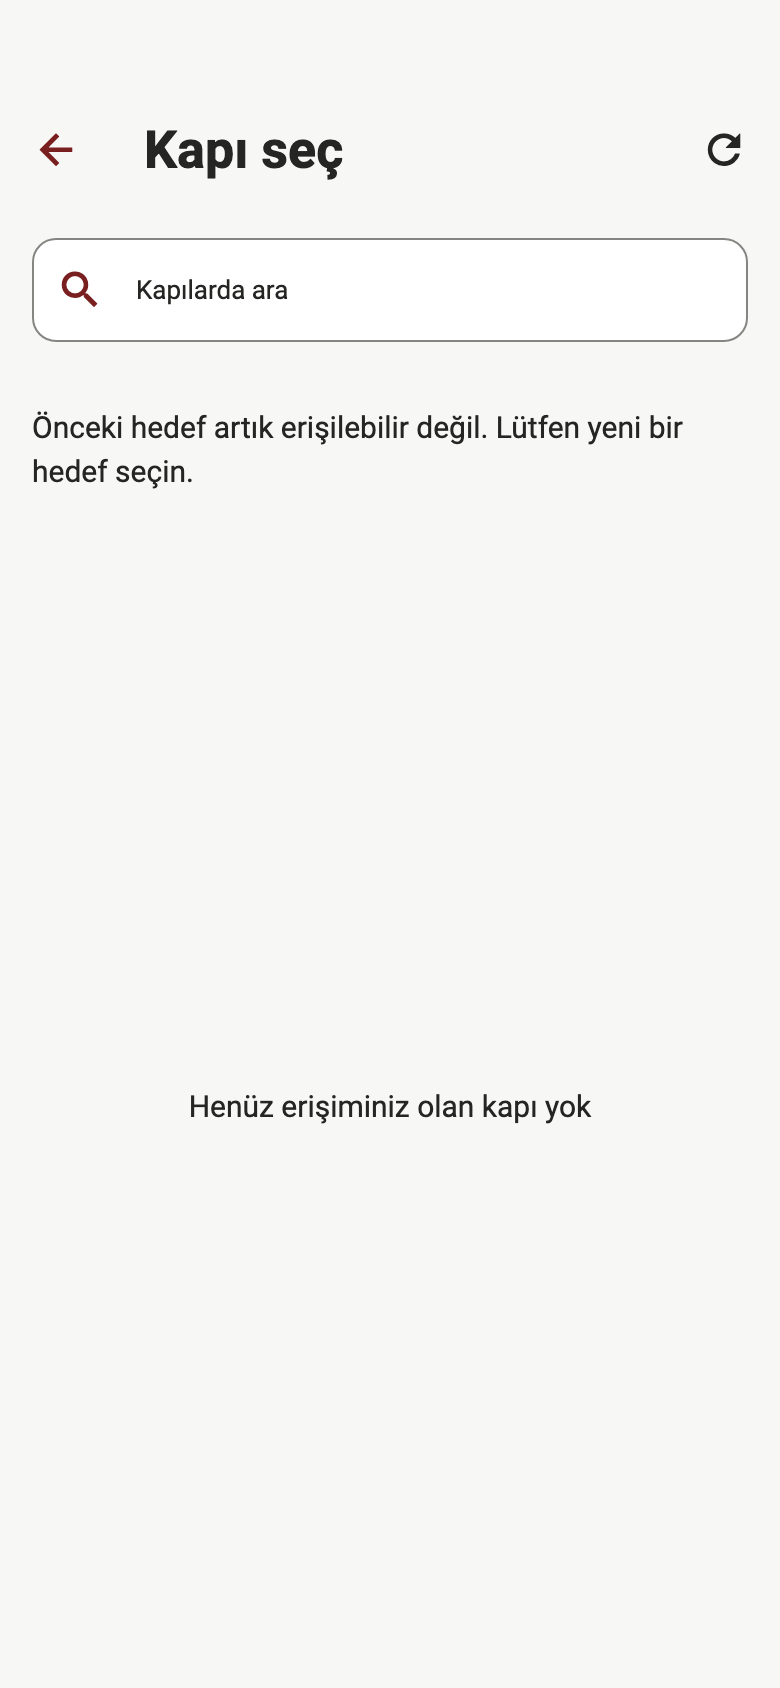 Kapı seç
Kapılarda ara
Önceki hedef artık erişilebilir değil. Lütfen yeni bir
hedef seçin.
Henüz erişiminiz olan kapı yok